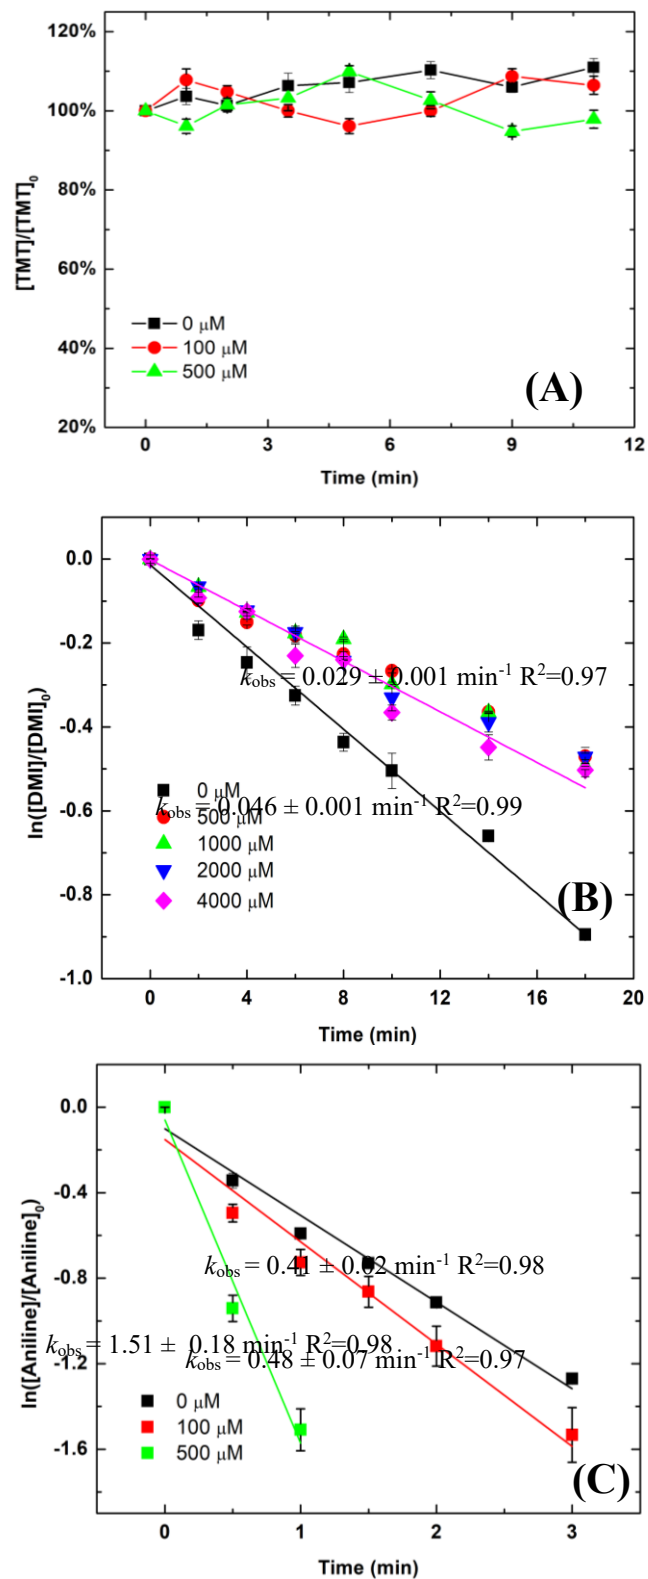 120%
100%
80%
60%
40%
20%
[TMT]/[TMT]0
0 μM
100 μM
500 μM
(A)
0 3 6 9 12
Time (min)
0.0
-0.2
-0.4
-0.6
-0.8
-1.0
ln([DMI]/[DMI]0)
kobs = 0.029 ± 0.001 min-1 R2=0.97
0 μM
kobs = 0.046 ± 0.001 min-1 R2=0.99
500 μM
1000 μM
2000 μM
4000 μM
(B)
0 4 8 12 16 20
Time (min)
0.0
-0.4
-0.8
-1.2
-1.6
ln([Aniline]/[Aniline]0)
kobs = 0.41 ± 0.02 min-1 R2=0.98
kobs = 1.51 ± 0.18 min-1 R2=0.98
kobs = 0.48 ± 0.07 min-1 R2=0.97
0 μM
100 μM
500 μM
(C)
0 1 2 3
Time (min)